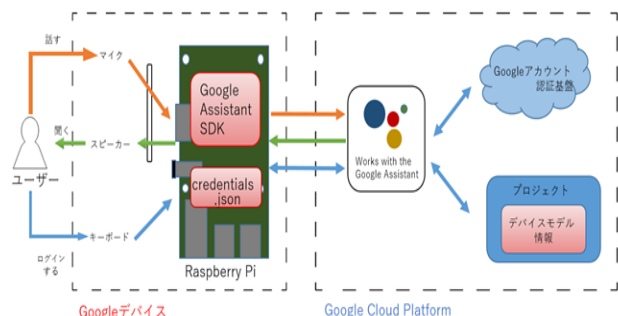 話す
マイク
Google
Assistant
SDK
聞く
スピーカー
ユーザー
credentials
.json
キーボード
ログイン
する
Raspberry Pi
Googleデバイス
Works with the
Google Assistant
Googleアカウント
認証基盤
プロジェクト
デバイスモデル
情報
Google Cloud Platform